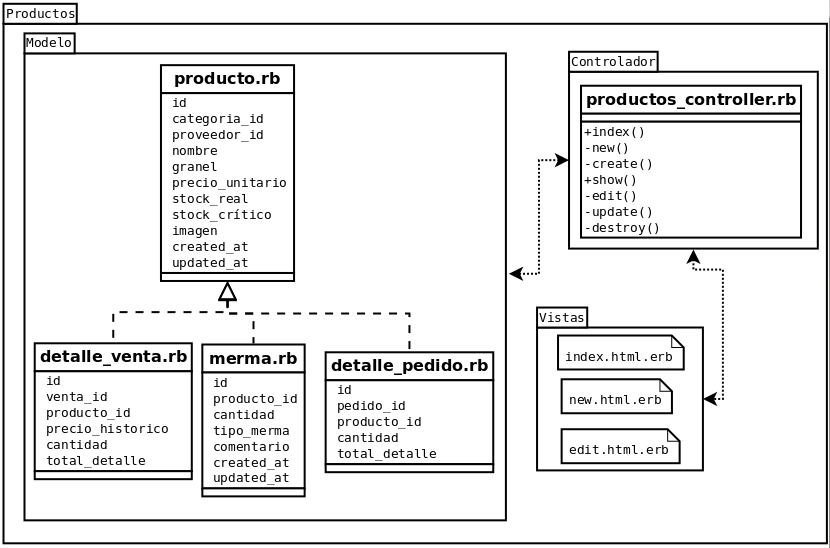 Productos
Modelo
producto.rb
id
categoria_id
proveedor_id
nombre
granel
precio_unitario
stock_real
stock_crítico
imagen
created_at
updated_at
detalle_venta.rb
id
venta_id
producto_id
precio_historico
cantidad
total_detalle
merma.rb
id
producto_id
cantidad
tipo_merma
comentario
created_at
updated_at
detalle_pedido.rb
id
pedido_id
producto_id
cantidad
total_detalle
Controlador
productos_controller.rb
+index()
-new()
-create()
+show()
-edit()
-update()
-destroy()
Vistas
index.html.erb
new.html.erb
edit.html.erb